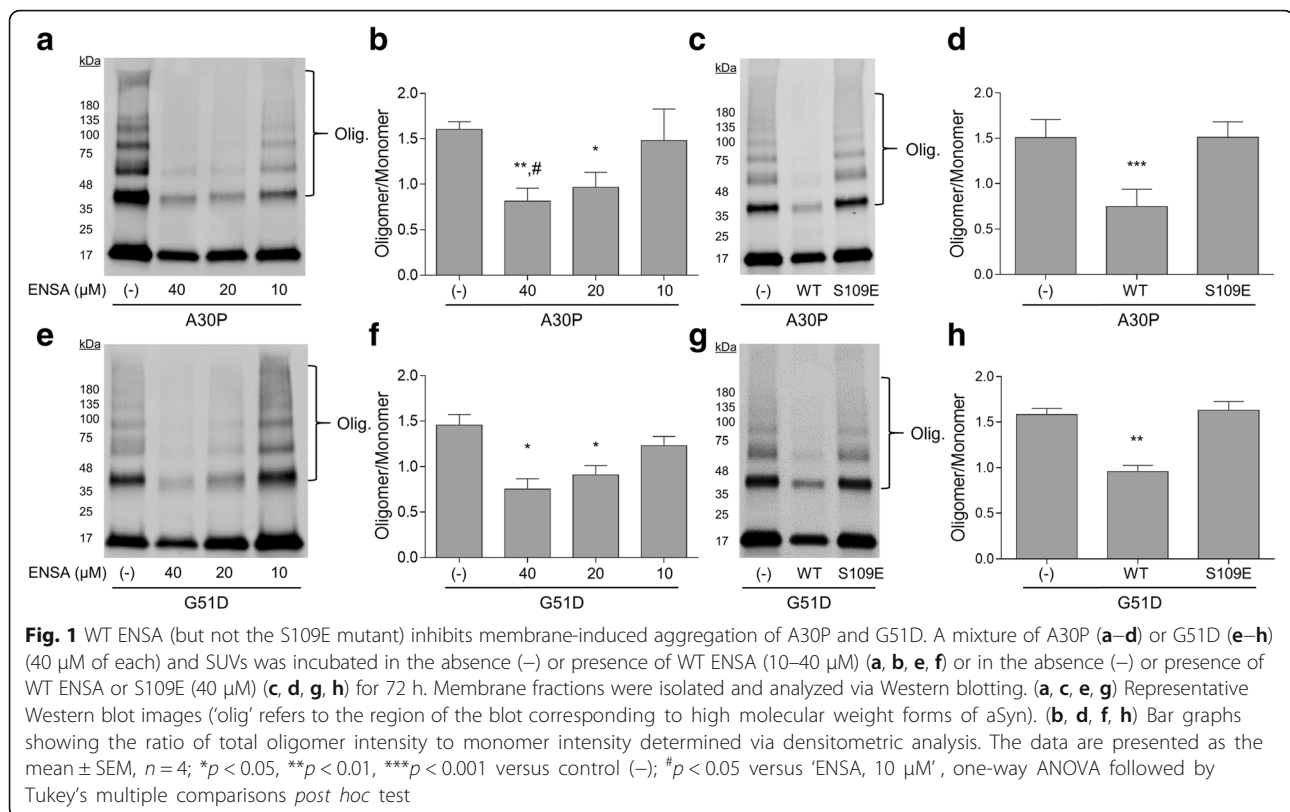 a
kDa
180
135
100
75
48
35
25
17
Olig.
ENSA (µM) (-) 40 20 10
A30P
b
Oligomer/Monomer
2.0
1.5
1.0
0.5
0.0
**,#
*
(-) 40 20 10
A30P
c
kDa
180
135
100
75
48
35
25
17
Olig.
(-) WT S109E
A30P
d
Oligomer/Monomer
2.0
1.5
1.0
0.5
0.0
***
(-) WT S109E
A30P
e
kDa
180
135
100
75
48
35
25
17
Olig.
ENSA (µM) (-) 40 20 10
G51D
f
Oligomer/Monomer
2.0
1.5
1.0
0.5
0.0
*
*
(-) 40 20 10
G51D
g
kDa
180
135
100
75
48
35
25
17
Olig.
(-) WT S109E
G51D
h
Oligomer/Monomer
2.0
1.5
1.0
0.5
0.0
**
(-) WT S109E
G51D
Fig. 1 WT ENSA (but not the S109E mutant) inhibits membrane-induced aggregation of A30P and G51D. A mixture of A30P (a–d) or G51D (e–h)
(40 µM of each) and SUVs was incubated in the absence (−) or presence of WT ENSA (10–40 µM) (a, b, e, f) or in the absence (−) or presence of
WT ENSA or S109E (40 µM) (c, d, g, h) for 72 h. Membrane fractions were isolated and analyzed via Western blotting. (a, c, e, g) Representative
Western blot images ('olig' refers to the region of the blot corresponding to high molecular weight forms of aSyn). (b, d, f, h) Bar graphs
showing the ratio of total oligomer intensity to monomer intensity determined via densitometric analysis. The data are presented as the
mean ± SEM, n = 4; *p < 0.05, **p < 0.01, ***p < 0.001 versus control (−); #p < 0.05 versus 'ENSA, 10 µM', one-way ANOVA followed by
Tukey's multiple comparisons post hoc test